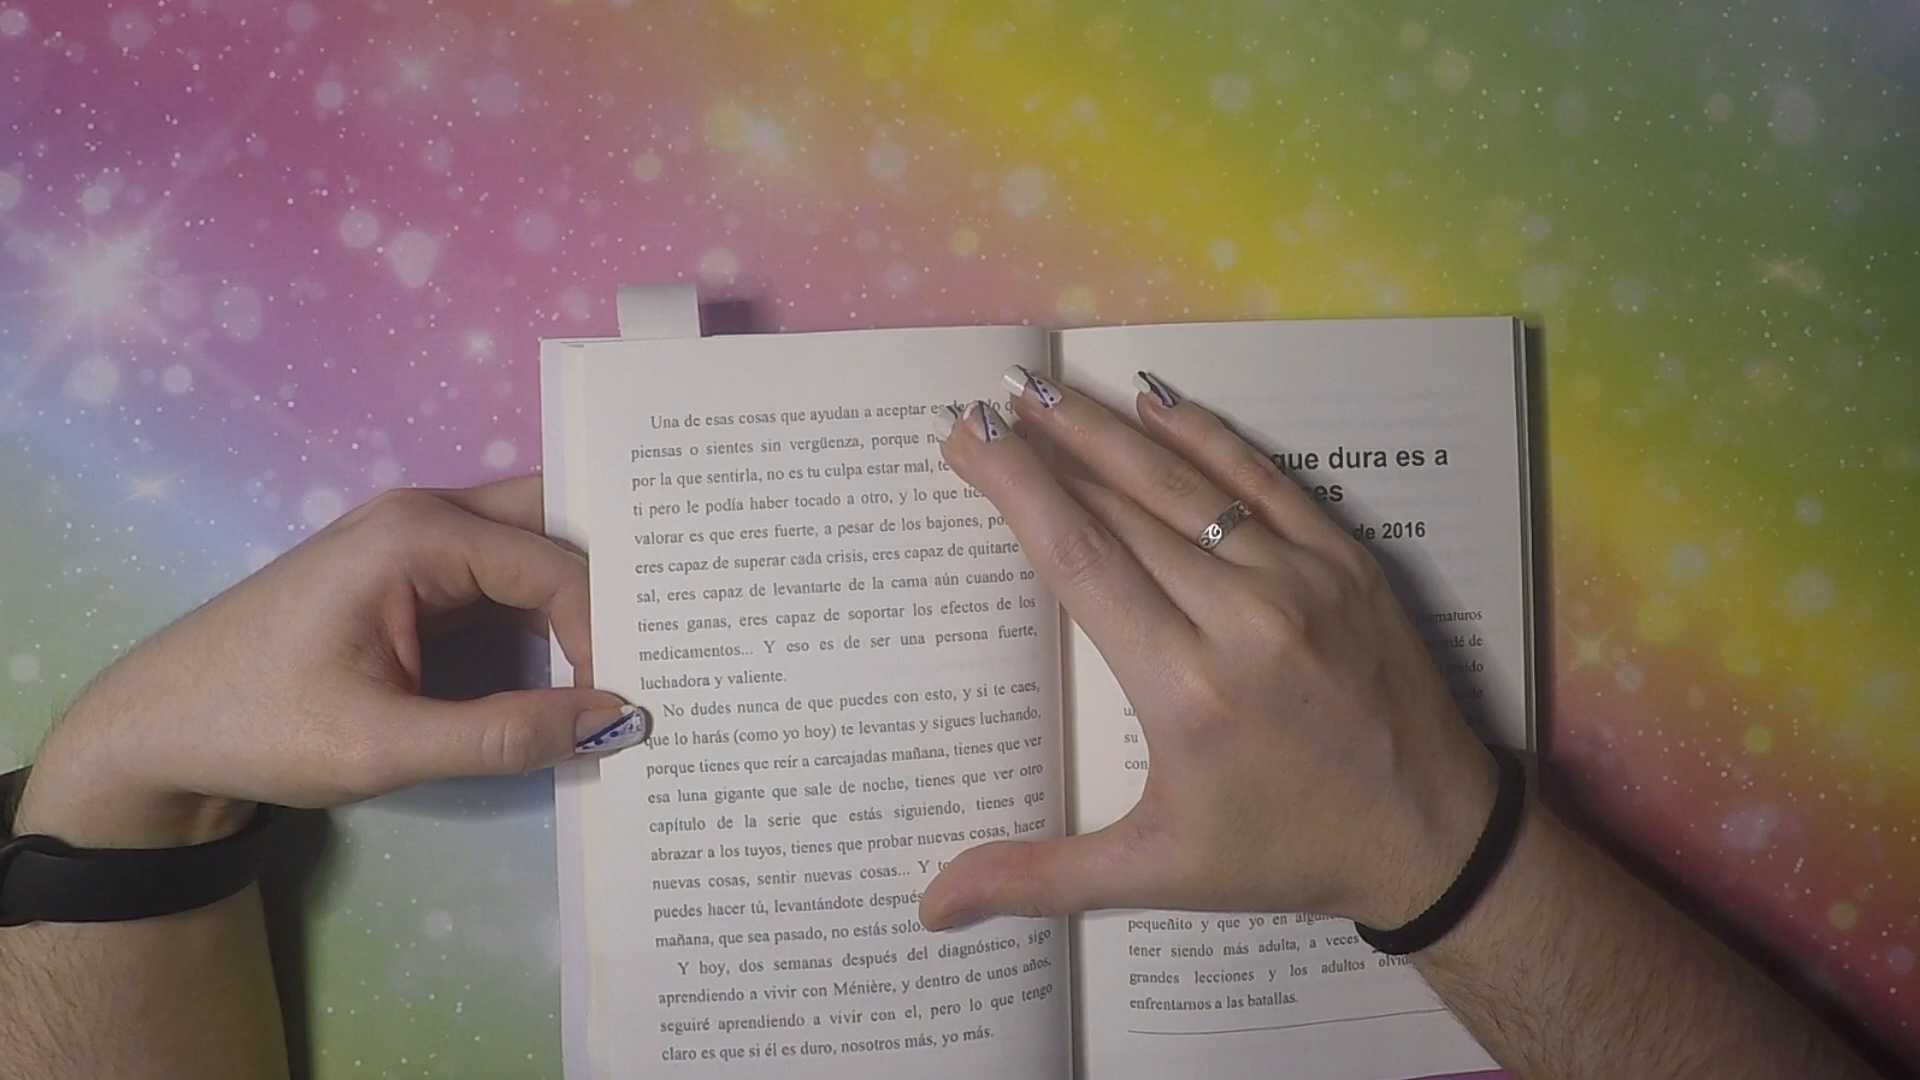 Una de esas cosas que ayudan a aceptar
piensas o sientes sin vergüenza, porque
por la que sentirla, no es tu culpa estar mal,
ti pero le podía haber tocado a otro, y lo que
valorar es que eres fuerte, a pesar de los bajones,
eres capaz de superar cada crisis, eres capaz de quitarte
sal, eres capaz de levantarte de la cama aún cuando no
tienes ganas, eres capaz de soportar los efectos de los
medicamentos... Y eso es de ser una persona fuerte,
luchadora y valiente.
No dudes nunca de que puedes con esto, y si te caes,
que lo harás (como yo hoy) te levantas y sigues luchando,
porque tienes que reír a carcajadas mañana, tienes que ver
esa luna gigante que sale de noche, tienes que ver otro
capítulo de la serie que estás siguiendo, tienes que
abrazar a los tuyos, tienes que probar nuevas cosas, hacer
nuevas cosas, sentir nuevas cosas... Y
puedes hacer tú, levantándote después
mañana, que sea pasado, no estás solo.
Y hoy, dos semanas después del diagnóstico, sigo
aprendiendo a vivir con Ménière, y dentro de unos años,
seguiré aprendiendo a vivir con el, pero lo que tengo
claro es que si él es duro, nosotros más, yo más.
que dura es a
de 2016
de
su
con
pequeñito y que yo en
tener siendo más adulta, a veces
grandes lecciones y los adultos
enfrentarnos a las batallas.